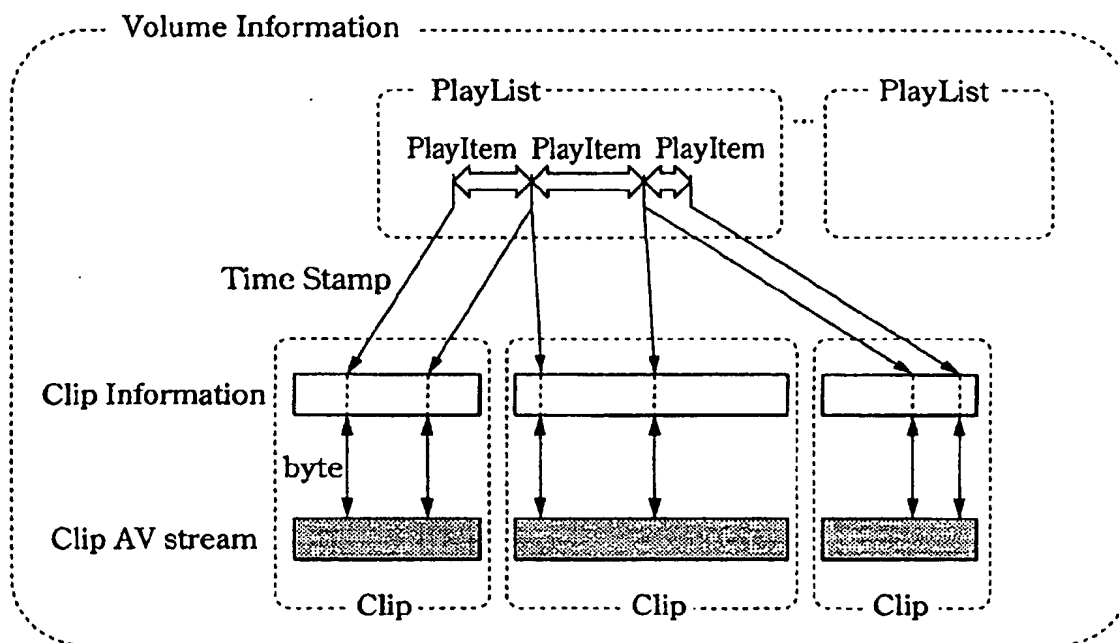 Volume Information
PlayList
...
PlayList
PlayItem PlayItem PlayItem
Time Stamp
Clip Information
byte
Clip AV stream
Clip
Clip
Clip